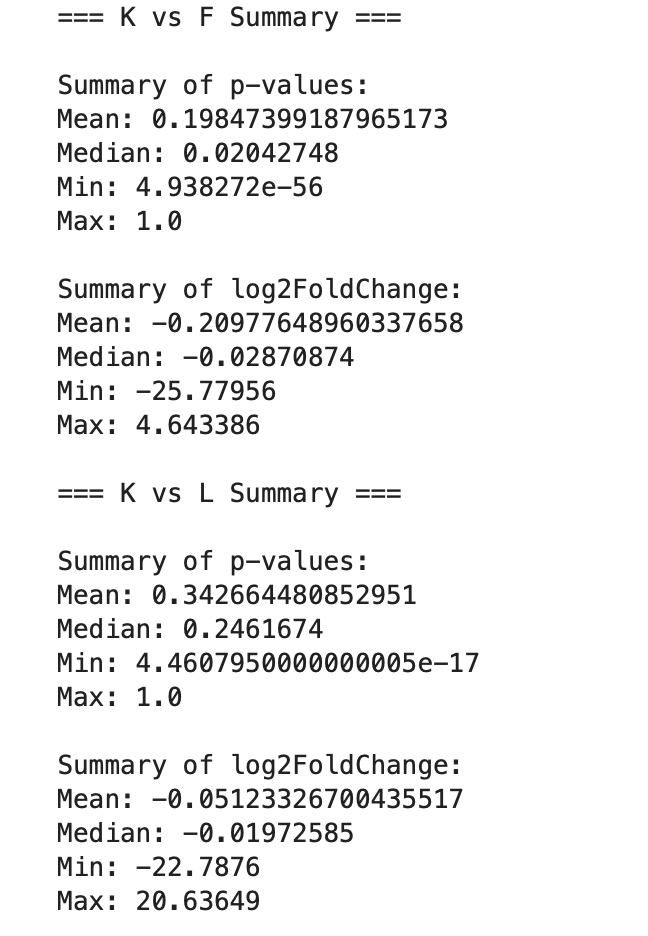 === K vs F Summary ===
Summary of p-values:
Mean: 0.19847399187965173
Median: 0.02042748
Min: 4.938272e-56
Max: 1.0
Summary of log2FoldChange:
Mean: -0.20977648960337658
Median: -0.02870874
Min: -25.77956
Max: 4.643386
=== K vs L Summary ===
Summary of p-values:
Mean: 0.342664480852951
Median: 0.2461674
Min: 4.4607950000000005e-17
Max: 1.0
Summary of log2FoldChange:
Mean: -0.05123326700435517
Median: -0.01972585
Min: -22.7876
Max: 20.63649